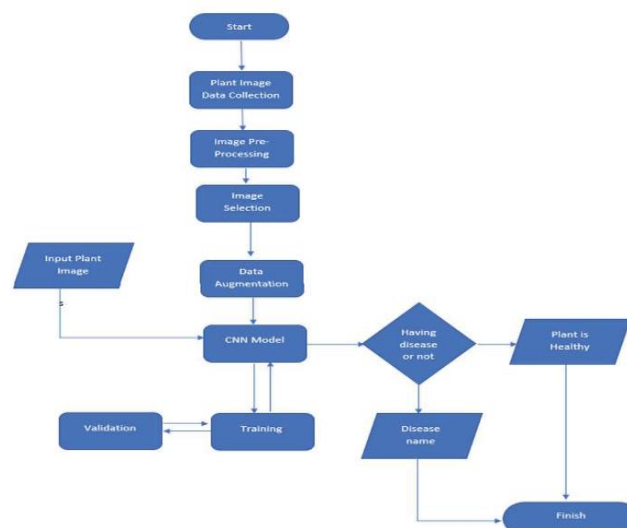 Start
Plant Image
Data Collection
Image Pre-
Processing
Image
Selection
Input Plant
Image
s
Data
Augmentation
CNN Model
Having
disease
or not
Plant is
Healthy
Validation
Training
Disease
name
Finish